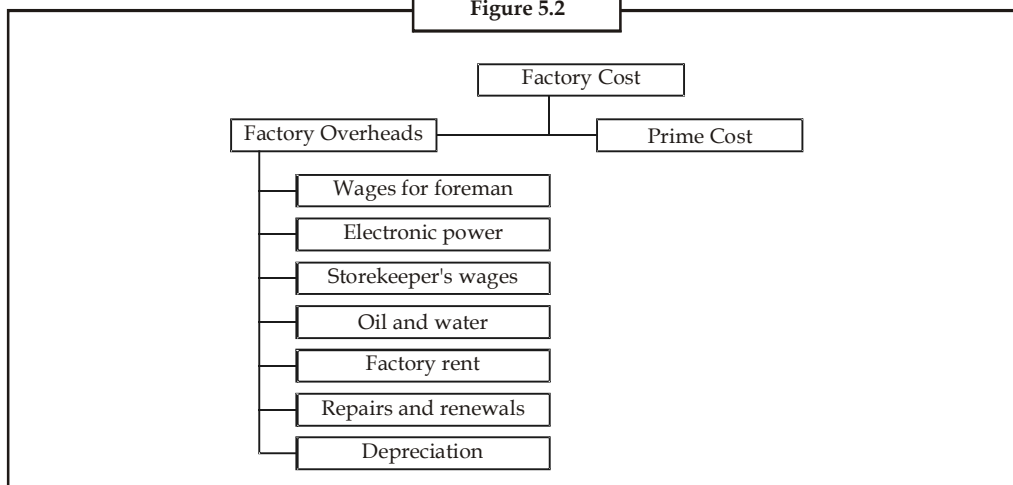 Figure 5.2
Factory Cost
Factory Overheads
Prime Cost
Wages for foreman
Electronic power
Storekeeper's wages
Oil and water
Factory rent
Repairs and renewals
Depreciation